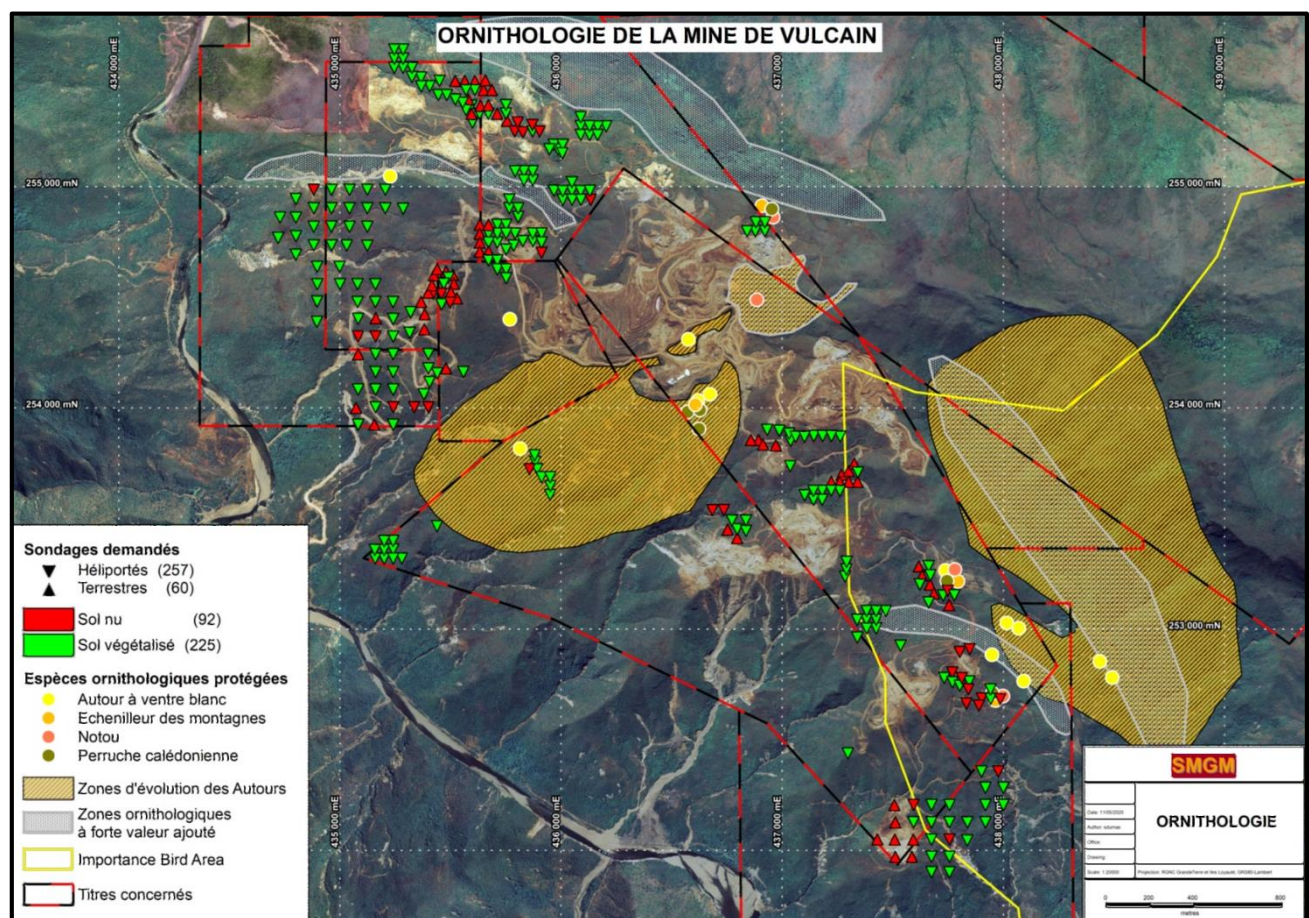 ORNITHOLOGIE DE LA MINE DE VULCAIN
434 000 mE
435 000 mE
436 000 mE
437 000 mE
438 000 mE
439 000 mE
255 000 mN
255 000 mN
254 000 mN
254 000 mN
253 000 mN
435 000 mE
436 000 mE
437 000 mE
438 000 mE
Sondages demandés
Héliportés (257)
Terrestres (60)
Sol nu (92)
Sol végétalisé (225)
Espèces ornithologiques protégées
Autour à ventre blanc
Echenilleur des montagnes
Notou
Perruche calédonienne
Zones d'évolution des Autours
Zones ornithologiques
à forte valeur ajouté
Importance Bird Area
Titres concernés
SMGM
Office:
Drawing:
ORNITHOLOGIE
0 200 400 800
metres